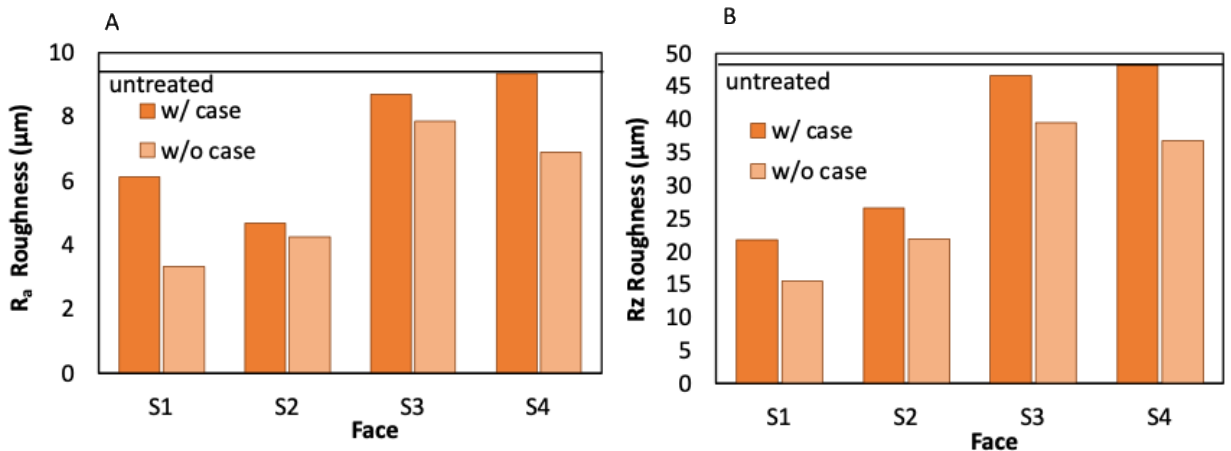 A
10
8
6
4
2
0
Ra Roughness (µm)
untreated
w/ case
w/o case
S1 S2 S3 S4
Face
B
50
45
40
35
30
25
20
15
10
5
0
Rz Roughness (µm)
untreated
w/ case
w/o case
S1 S2 S3 S4
Face